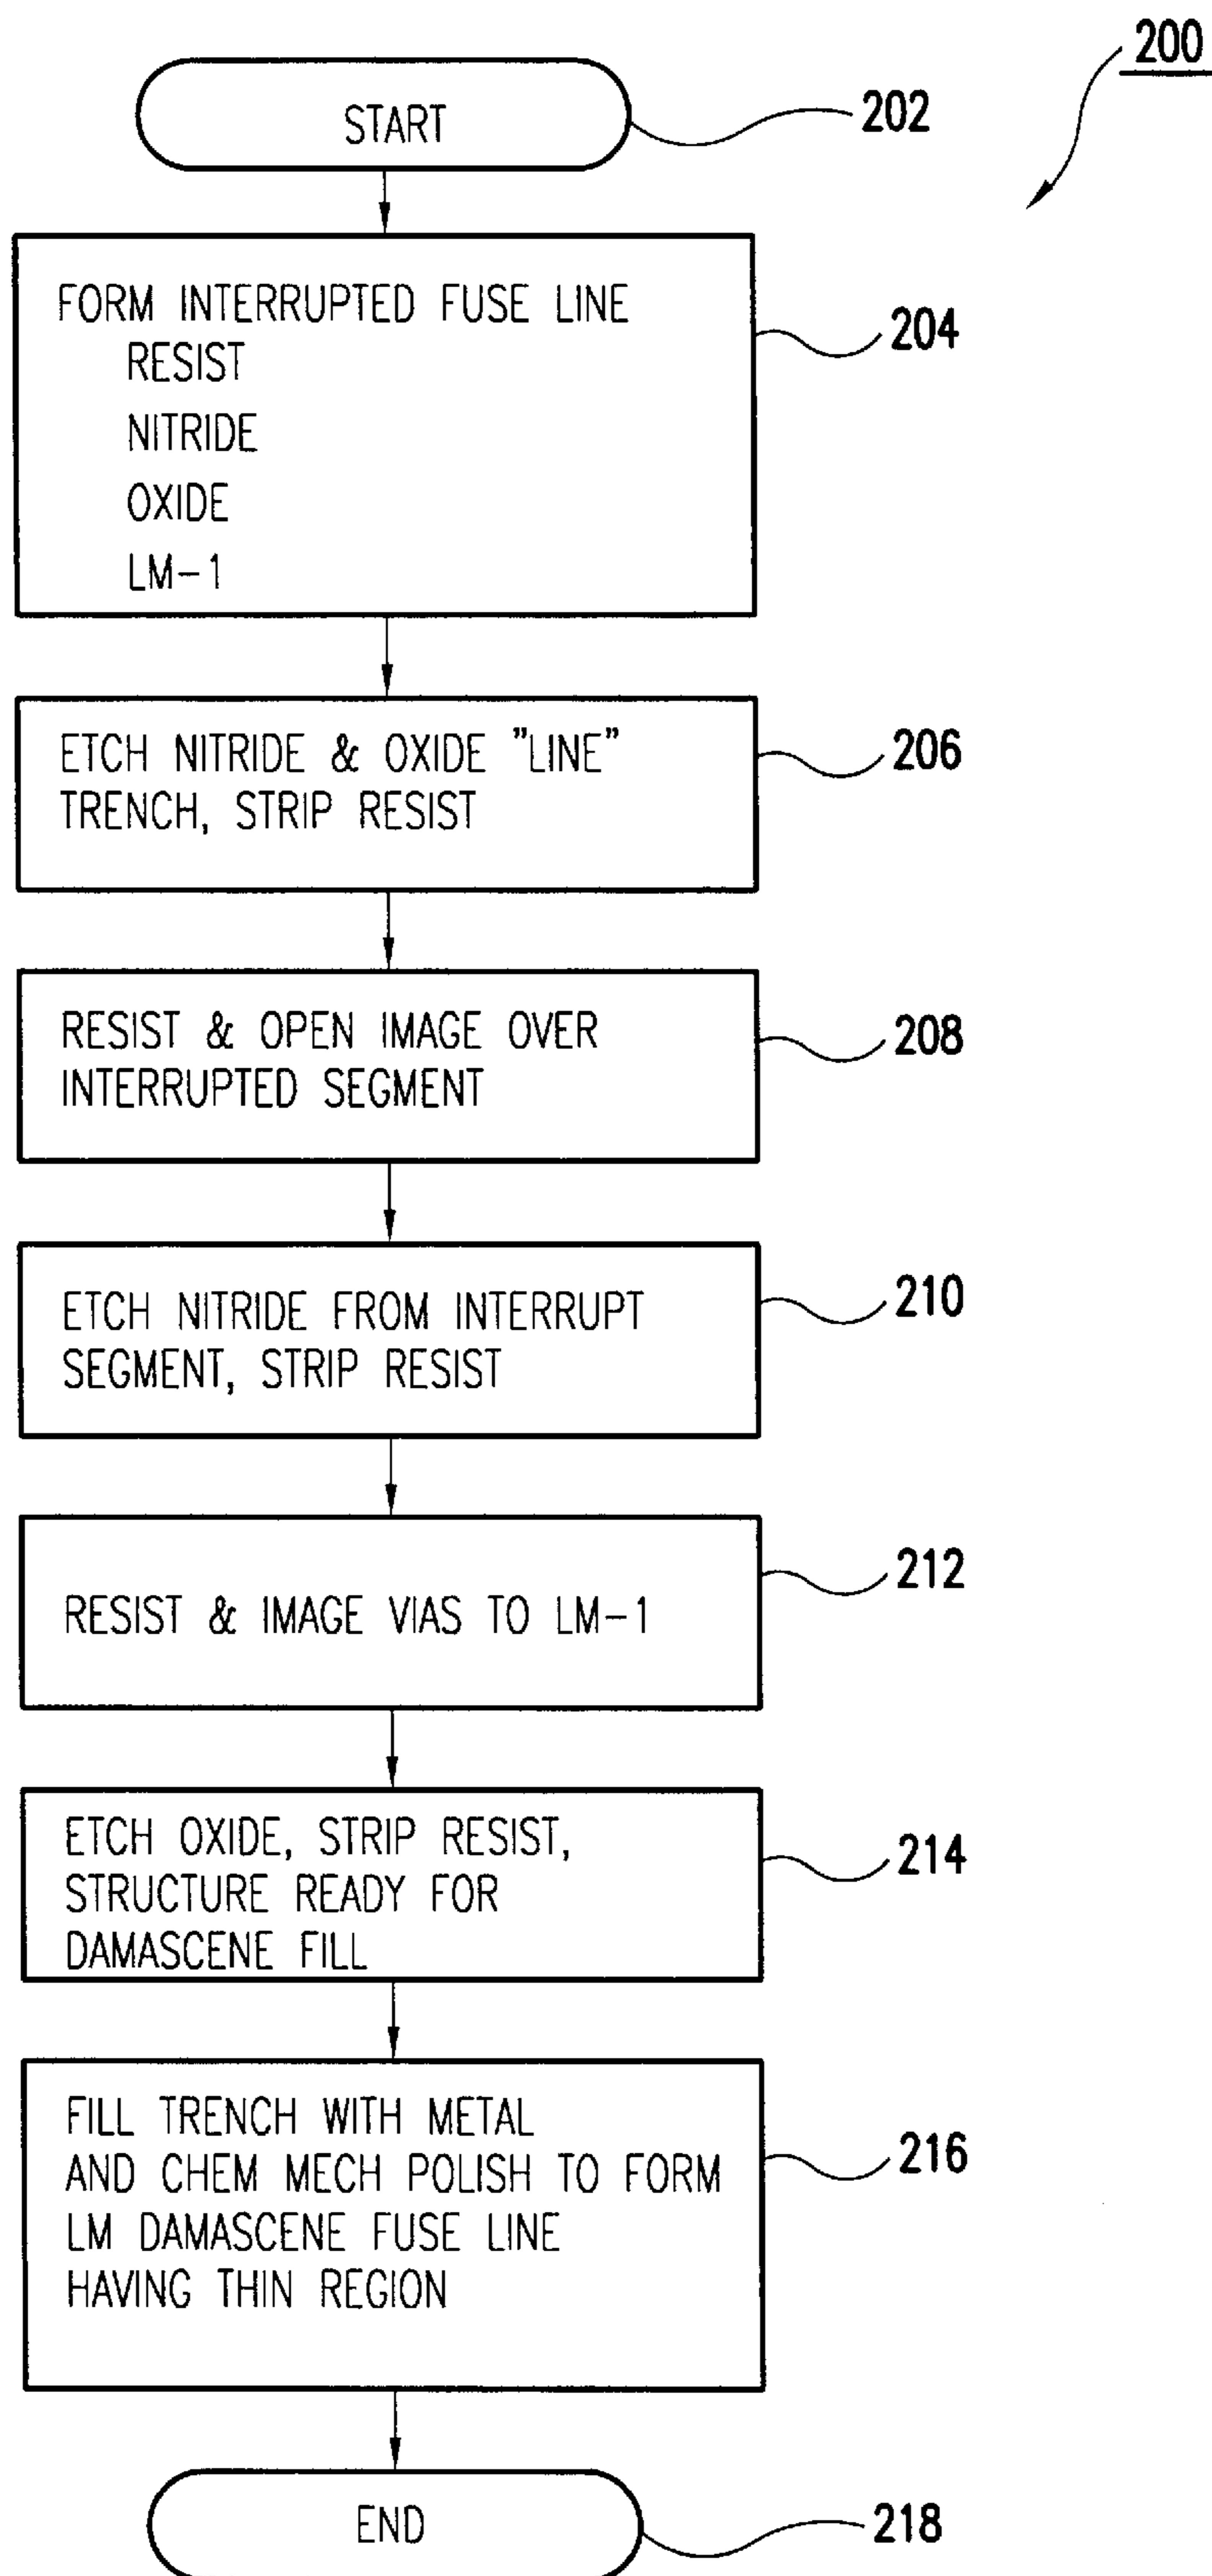 200
START
202
FORM INTERRUPTED FUSE LINE
RESIST
NITRIDE
OXIDE
LM-1
204
ETCH NITRIDE & OXIDE "LINE"
TRENCH, STRIP RESIST
206
RESIST & OPEN IMAGE OVER
INTERRUPTED SEGMENT
208
ETCH NITRIDE FROM INTERRUPT
SEGMENT, STRIP RESIST
210
RESIST & IMAGE VIAS TO LM-1
212
ETCH OXIDE, STRIP RESIST,
STRUCTURE READY FOR
DAMASCENE FILL
214
FILL TRENCH WITH METAL
AND CHEM MECH POLISH TO FORM
LM DAMASCENE FUSE LINE
HAVING THIN REGION
216
END
218